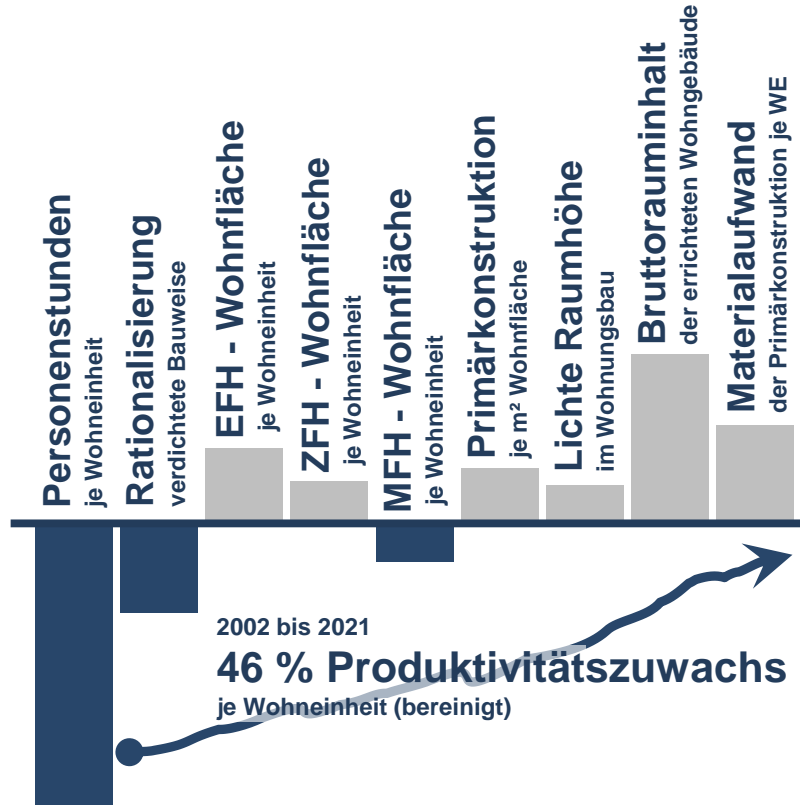 Personenstunden
je Wohneinheit
Rationalisierung
verdichtete Bauweise
EFH - Wohnfläche
je Wohneinheit
ZFH - Wohnfläche
je Wohneinheit
MFH - Wohnfläche
je Wohneinheit
Primärkonstruktion
je m² Wohnfläche
Lichte Raumhöhe
im Wohnungsbau
Bruttorauminhalt
der errichteten Wohngebäude
Materialaufwand
der Primärkonstruktion je WE
2002 bis 2021
46 % Produktivitätszuwachs
je Wohneinheit (bereinigt)